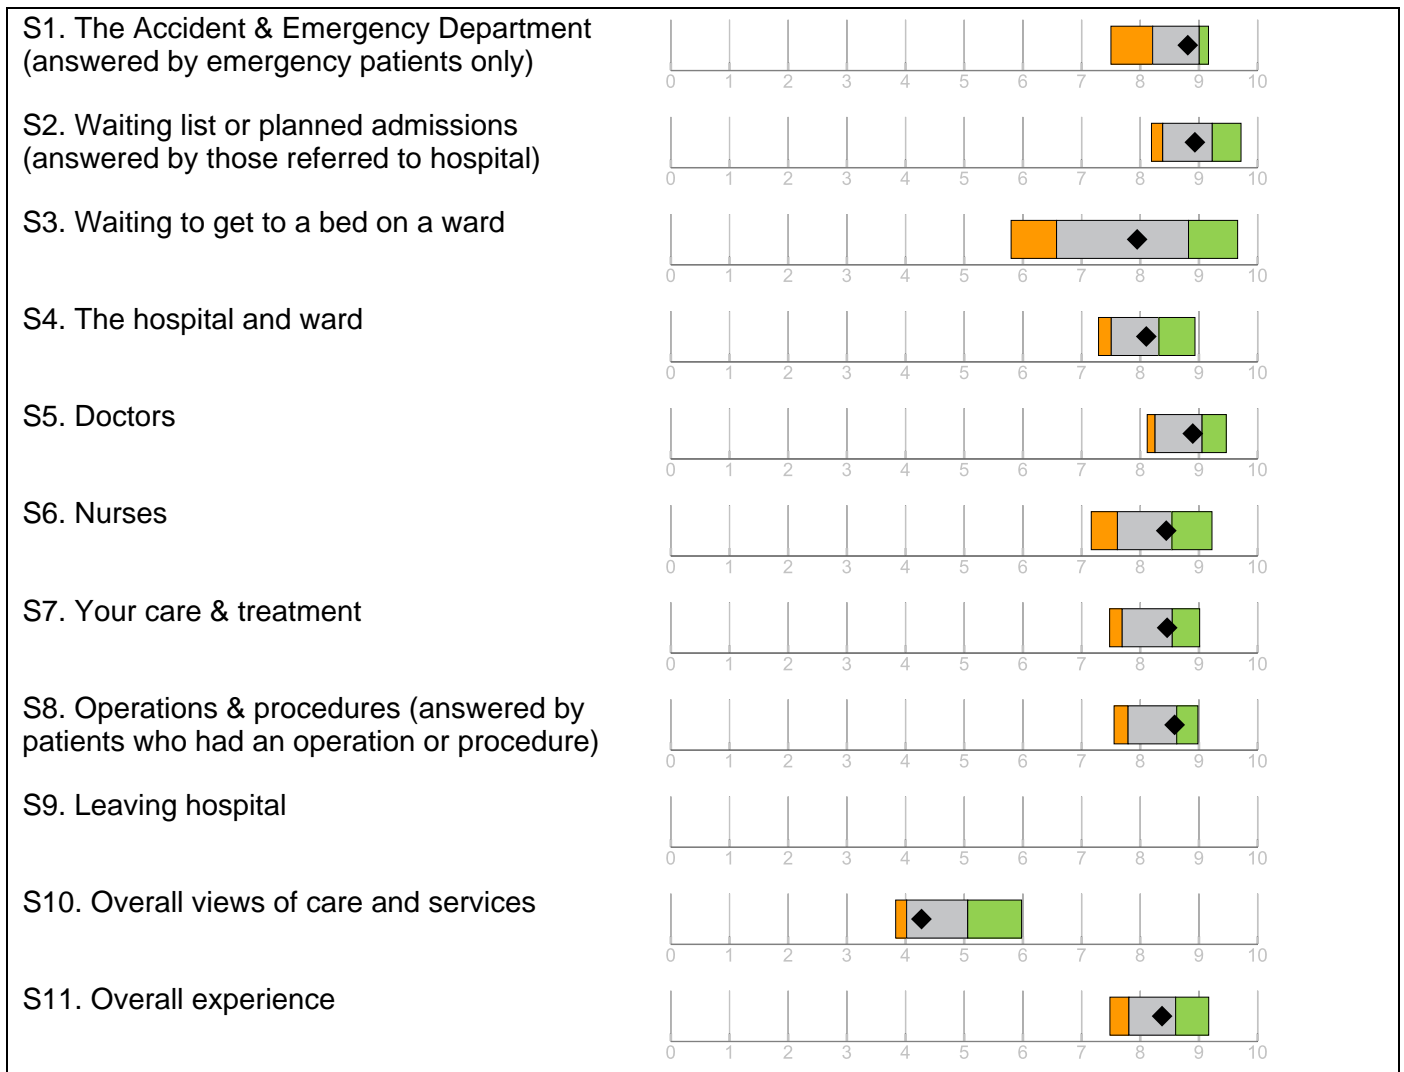 S1. The Accident & Emergency Department
(answered by emergency patients only)
0 1 2 3 4 5 6 7 8 9 10
S2. Waiting list or planned admissions
(answered by those referred to hospital)
0 1 2 3 4 5 6 7 8 9 10
S3. Waiting to get to a bed on a ward
0 1 2 3 4 5 6 7 8 9 10
S4. The hospital and ward
0 1 2 3 4 5 6 7 8 9 10
S5. Doctors
0 1 2 3 4 5 6 7 8 9 10
S6. Nurses
0 1 2 3 4 5 6 7 8 9 10
S7. Your care & treatment
0 1 2 3 4 5 6 7 8 9 10
S8. Operations & procedures (answered by
patients who had an operation or procedure)
0 1 2 3 4 5 6 7 8 9 10
S9. Leaving hospital
0 1 2 3 4 5 6 7 8 9 10
S10. Overall views of care and services
0 1 2 3 4 5 6 7 8 9 10
S11. Overall experience
0 1 2 3 4 5 6 7 8 9 10